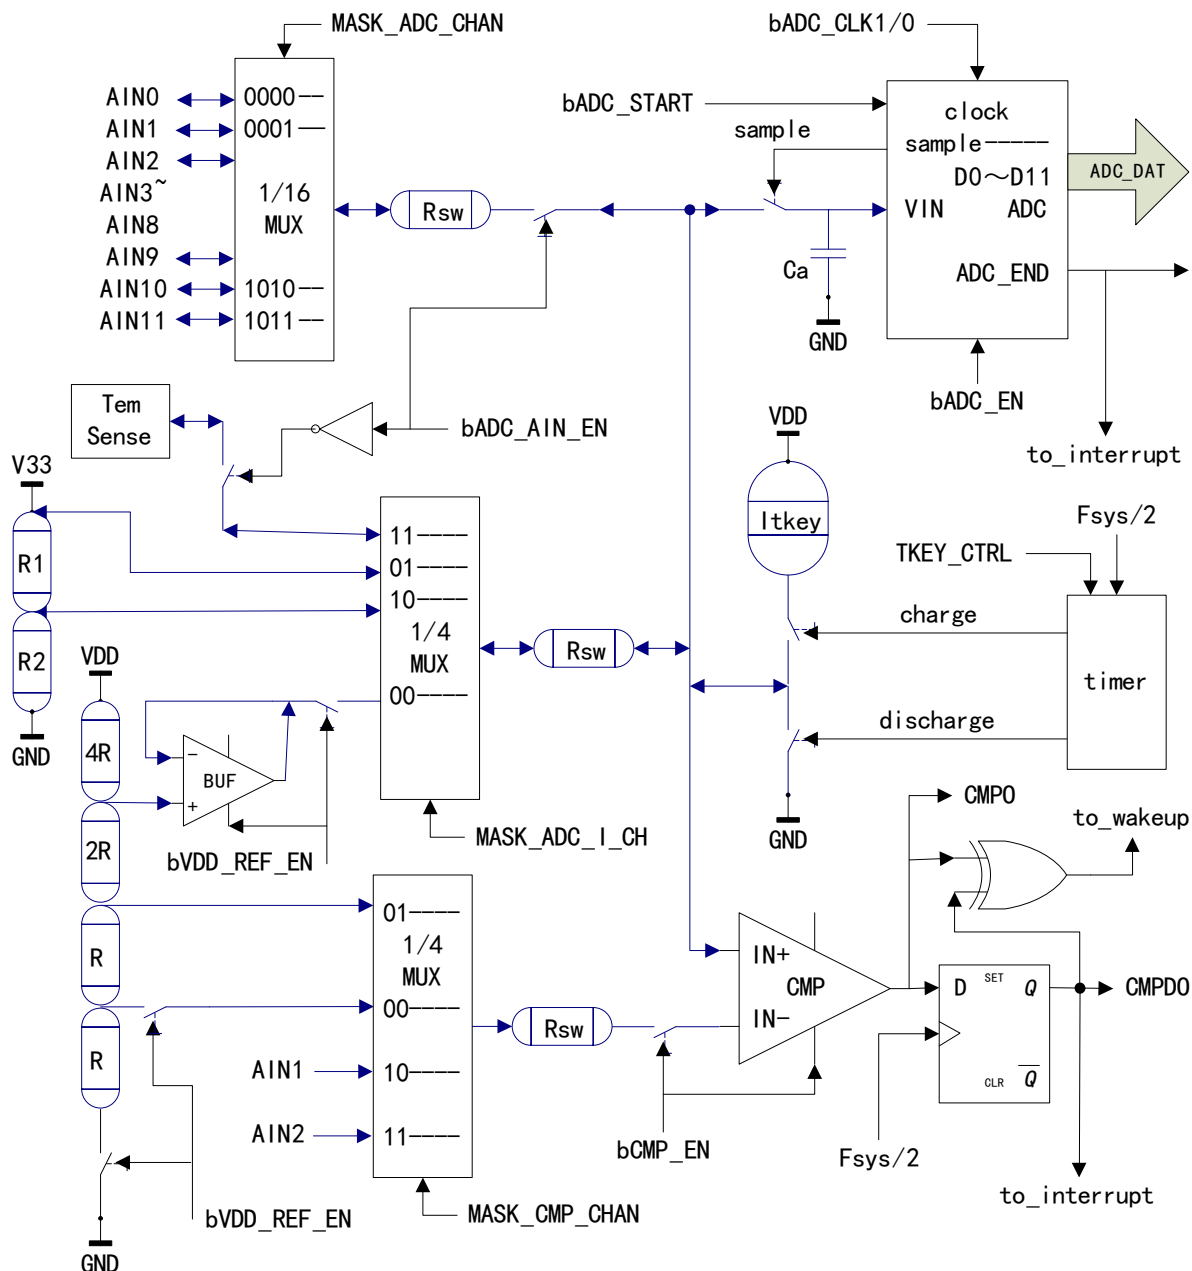 MASK_ADC_CHAN
bADC_CLK1/0
AIN0
0000--
AIN1
0001--
AIN2
AIN3~
AIN8
AIN9
AIN10
1010--
AIN11
1011--
1/16
MUX
Rsw
bADC_START
sample
clock
sample-----
D0～D11
VIN
ADC
ADC_END
ADC_DAT
Ca
GND
bADC_EN
to_interrupt
Tem
Sense
bADC_AIN_EN
V33
R1
R2
GND
11----
01----
10----
1/4
MUX
00----
Rsw
VDD
Itkey
TKEY_CTRL
Fsys/2
charge
discharge
timer
GND
VDD
4R
2R
R
R
GND
-
BUF
+
bVDD_REF_EN
MASK_ADC_I_CH
01----
1/4
MUX
00----
AIN1
10----
AIN2
11----
bVDD_REF_EN
MASK_CMP_CHAN
Rsw
bCMP_EN
IN+
CMP
IN-
CMPO
to_wakeup
D
SET
Q
CLR
Q
CMPDO
Fsys/2
to_interrupt